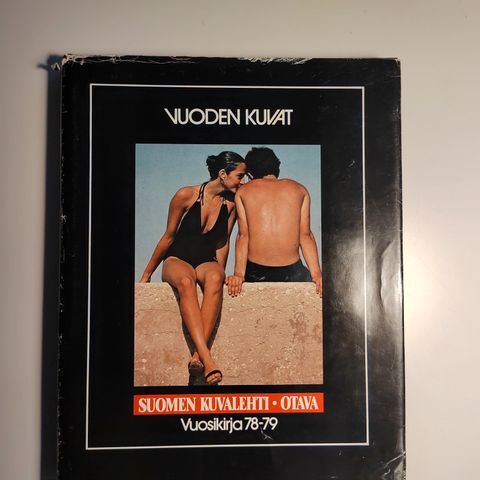 VUODEN KUVAT
SUOMEN KUVALEHTI • OTAVA
Vuosikirja 78-79